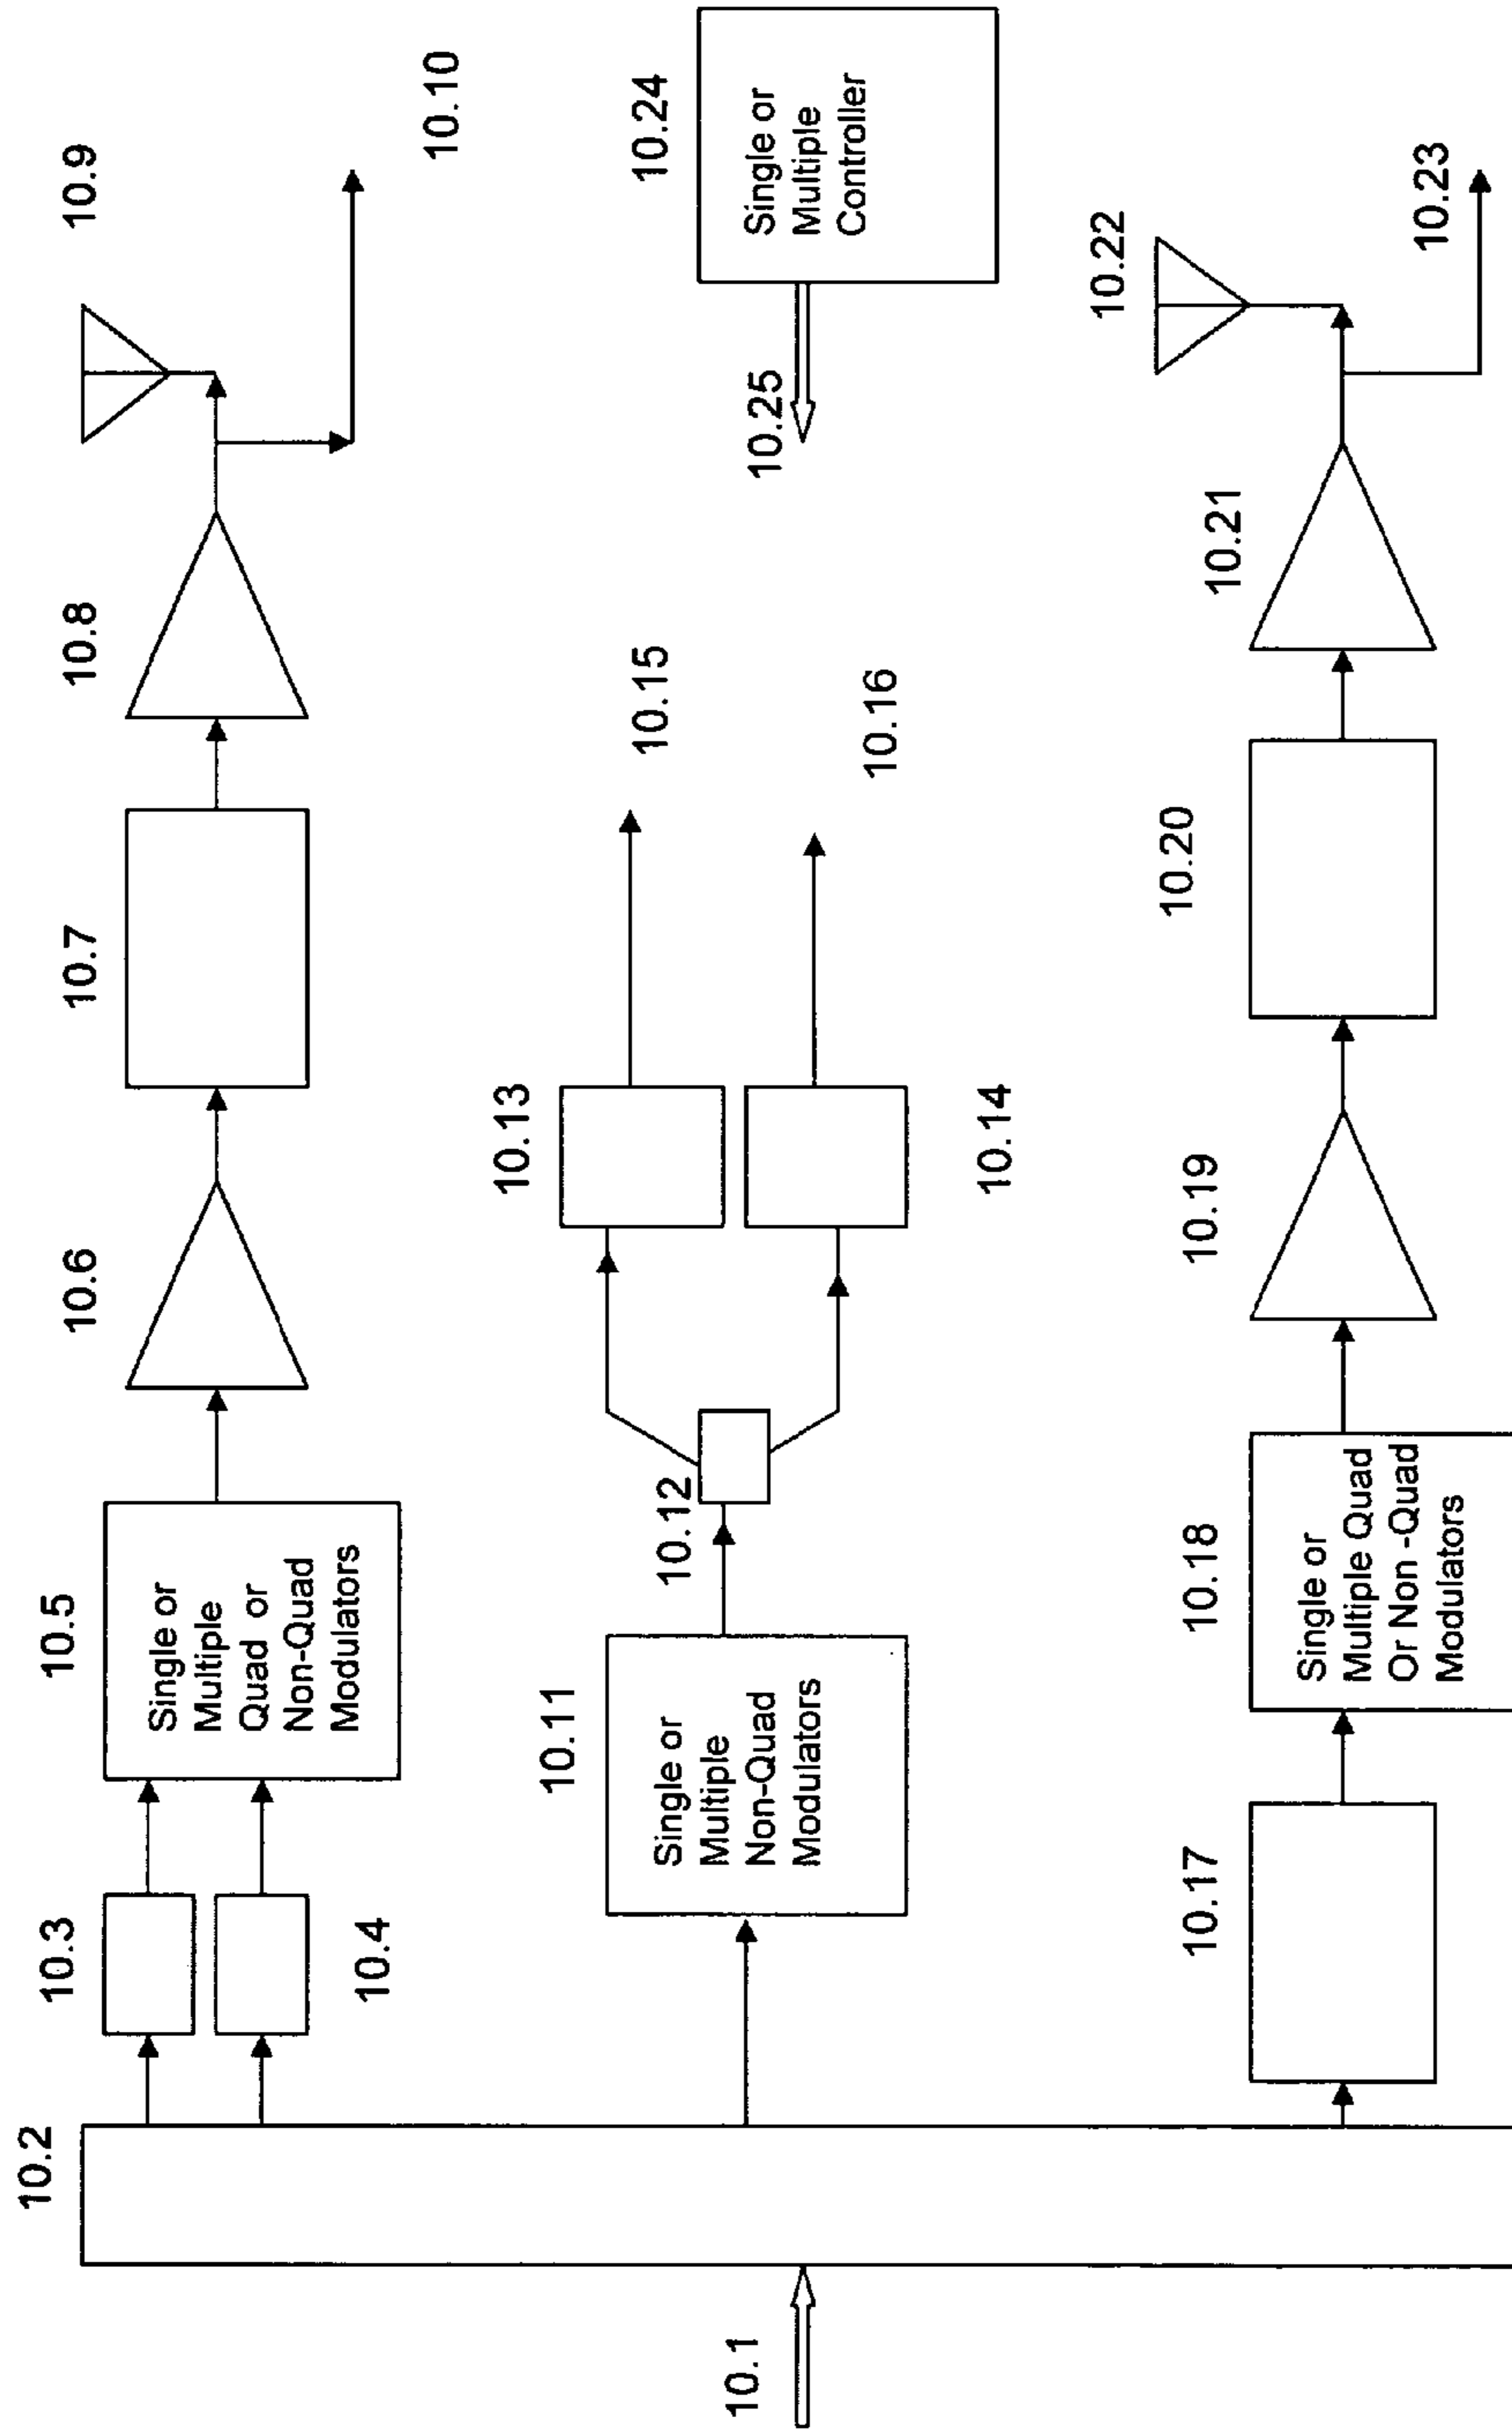 10.9
10.10
10.8
10.7
10.6
10.5
Single or
Multiple
Quad or
Non-Quad
Modulators
10.3
10.4
10.2
10.24
Single or
Multiple
Controller
10.25
10.15
10.16
10.13
10.14
10.12
10.11
Single or
Multiple
Non-Quad
Modulators
10.1
10.22
10.23
10.21
10.20
10.19
10.18
Single or
Multiple Quad
Or Non -Quad
Modulators
10.17